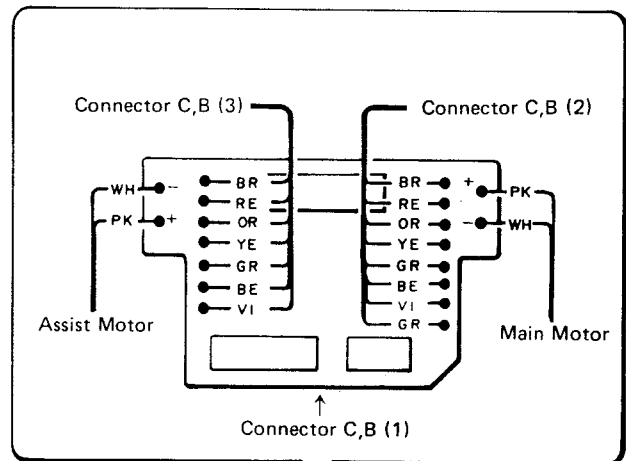 Connector C,B (3)
Connector C,B (2)
WH -
PK +
BR
RE
OR
YE
GR
BE
VI
BR
RE
OR
YE
GR
BE
VI
GR
+ PK
- WH
Assist Motor
Main Motor
Connector C,B (1)